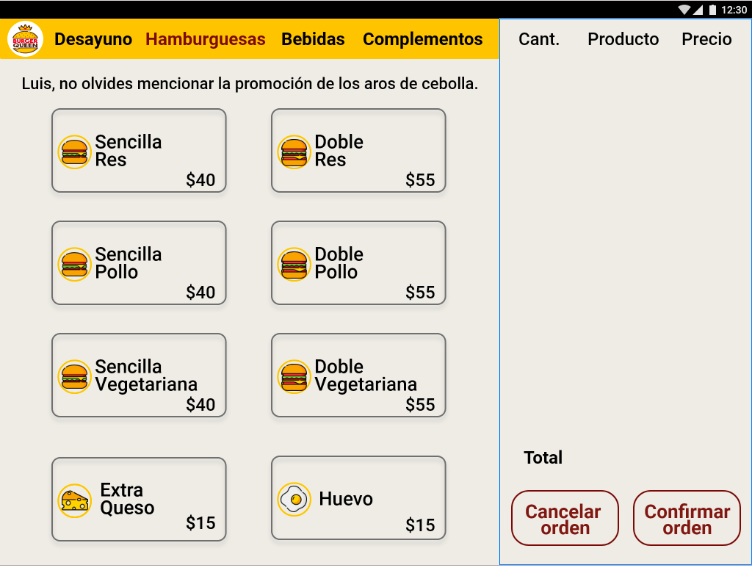 12:30
BURGER
QUEEN
Desayuno Hamburguesas Bebidas Complementos
Cant. Producto Precio
Luis, no olvides mencionar la promoción de los aros de cebolla.
Sencilla
Res
$40
Doble
Res
$55
Sencilla
Pollo
$40
Doble
Pollo
$55
Sencilla
Vegetariana
$40
Doble
Vegetariana
$55
Extra
Queso
$15
Huevo
$15
Total
Cancelar
orden
Confirmar
orden